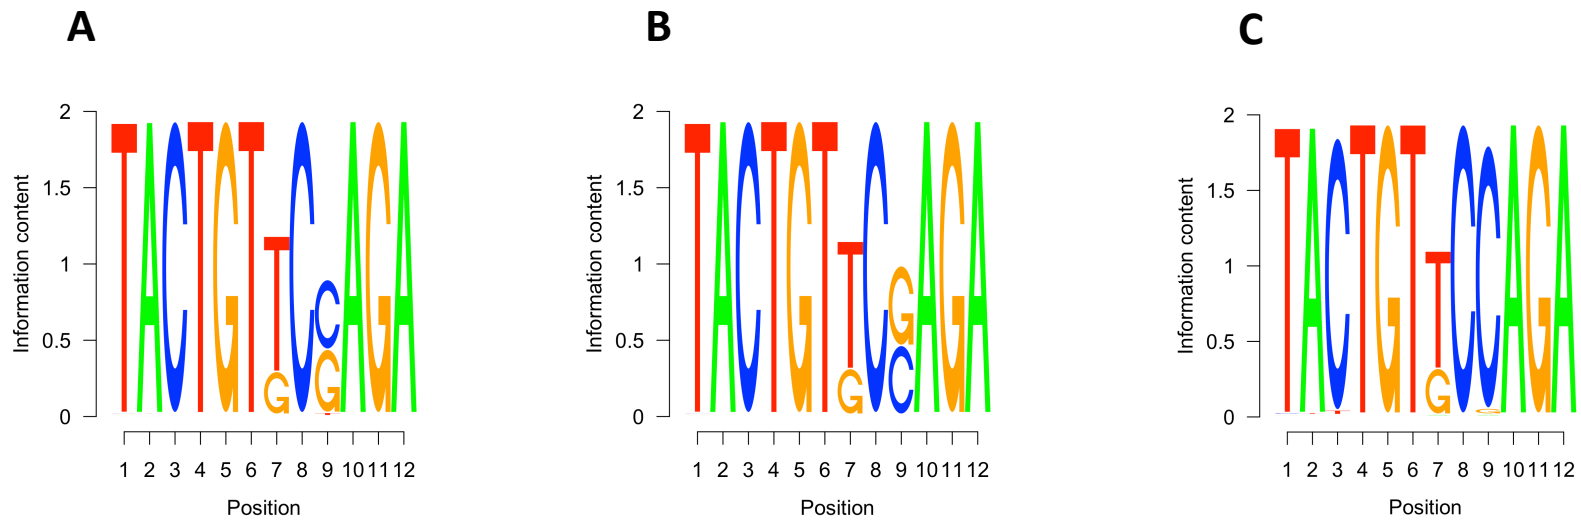 A
B
C
2
1.5
1
0.5
0
Information content
TACTGTTCCAGA
G G
1 2 3 4 5 6 7 8 9 10 11 12
Position
2
1.5
1
0.5
0
Information content
TACTGTTCGAGA
G C
1 2 3 4 5 6 7 8 9 10 11 12
Position
2
1.5
1
0.5
0
Information content
TACTGTTCCAGA
G G
1 2 3 4 5 6 7 8 9 10 11 12
Position